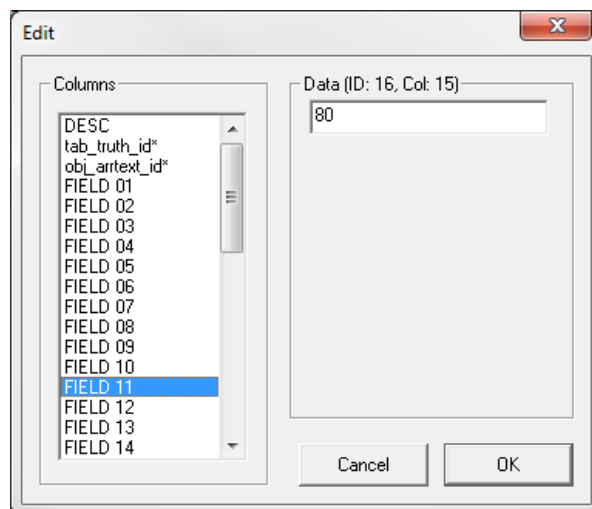 Edit
Columns
DESC
tab_truth_id*
obj_arrtext_id*
FIELD 01
FIELD 02
FIELD 03
FIELD 04
FIELD 05
FIELD 06
FIELD 07
FIELD 08
FIELD 09
FIELD 10
FIELD 11
FIELD 12
FIELD 13
FIELD 14
Data (ID: 16, Col: 15)
80
Cancel
OK